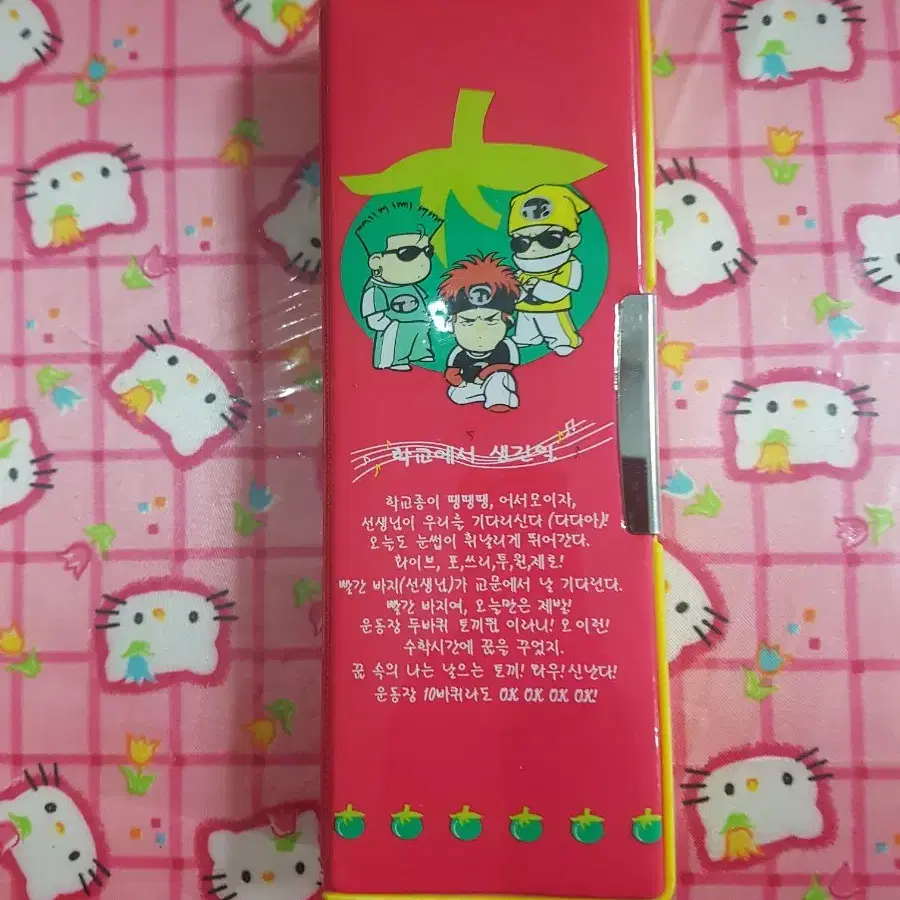 T2
T2
T2
학교에서 생긴일
학교종이 땡땡땡, 어서모이자,
선생님이 우리를 기다리신다 (다다아)!
오늘도 눈썹이 휘날리게 뛰어간다.
화이브, 포,쓰리,투,원,제로!
빨간 바지(선생님)가 교문에서 날 기다린다.
빨간 바지여, 오늘만은 제발!
운동장 두바퀴 토끼뜀 이라니! 오 이런!
수학시간에 꿈을 꾸었지.
꿈 속의 나는 날으는 토끼! 와우! 신난다!
운동장 10바퀴라도 OK OK OK OK!